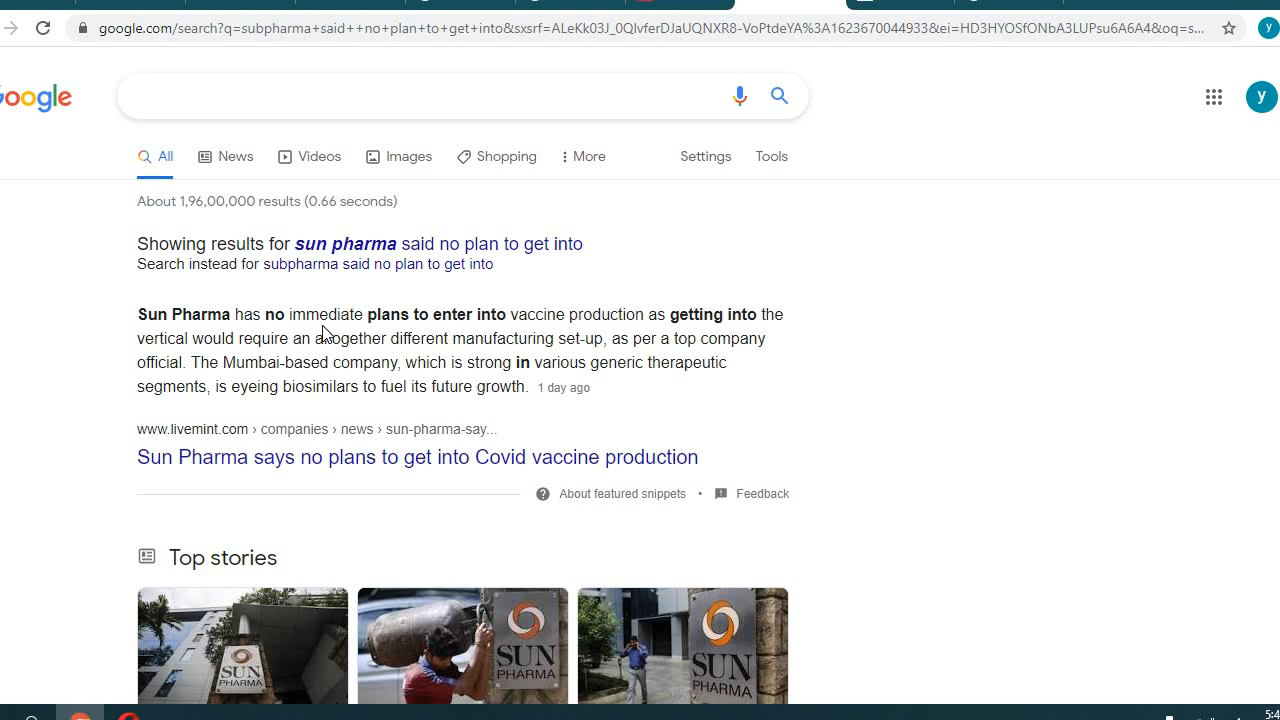 google.com/search?q=subpharma+said++no+plan+to+get+into&sxsrf=ALeKk03J_0QlvferDJaUQNXR8-VoPtdeYA%3A1623670044933&ei=HD3HYOSfONbA3LUPsu6A6A4&oq=s...
y
Google
y
All News Videos Images Shopping More Settings Tools
About 1,96,00,000 results (0.66 seconds)
Showing results for sun pharma said no plan to get into
Search instead for subpharma said no plan to get into
Sun Pharma has no immediate plans to enter into vaccine production as getting into the
vertical would require an altogether different manufacturing set-up, as per a top company
official. The Mumbai-based company, which is strong in various generic therapeutic
segments, is eyeing biosimilars to fuel its future growth. 1 day ago
www.livemint.com › companies › news › sun-pharma-say...
Sun Pharma says no plans to get into Covid vaccine production
About featured snippets • Feedback
Top stories
SUN
PHARMA
SUN
PHARMA
SUN
PHARMA
5:4